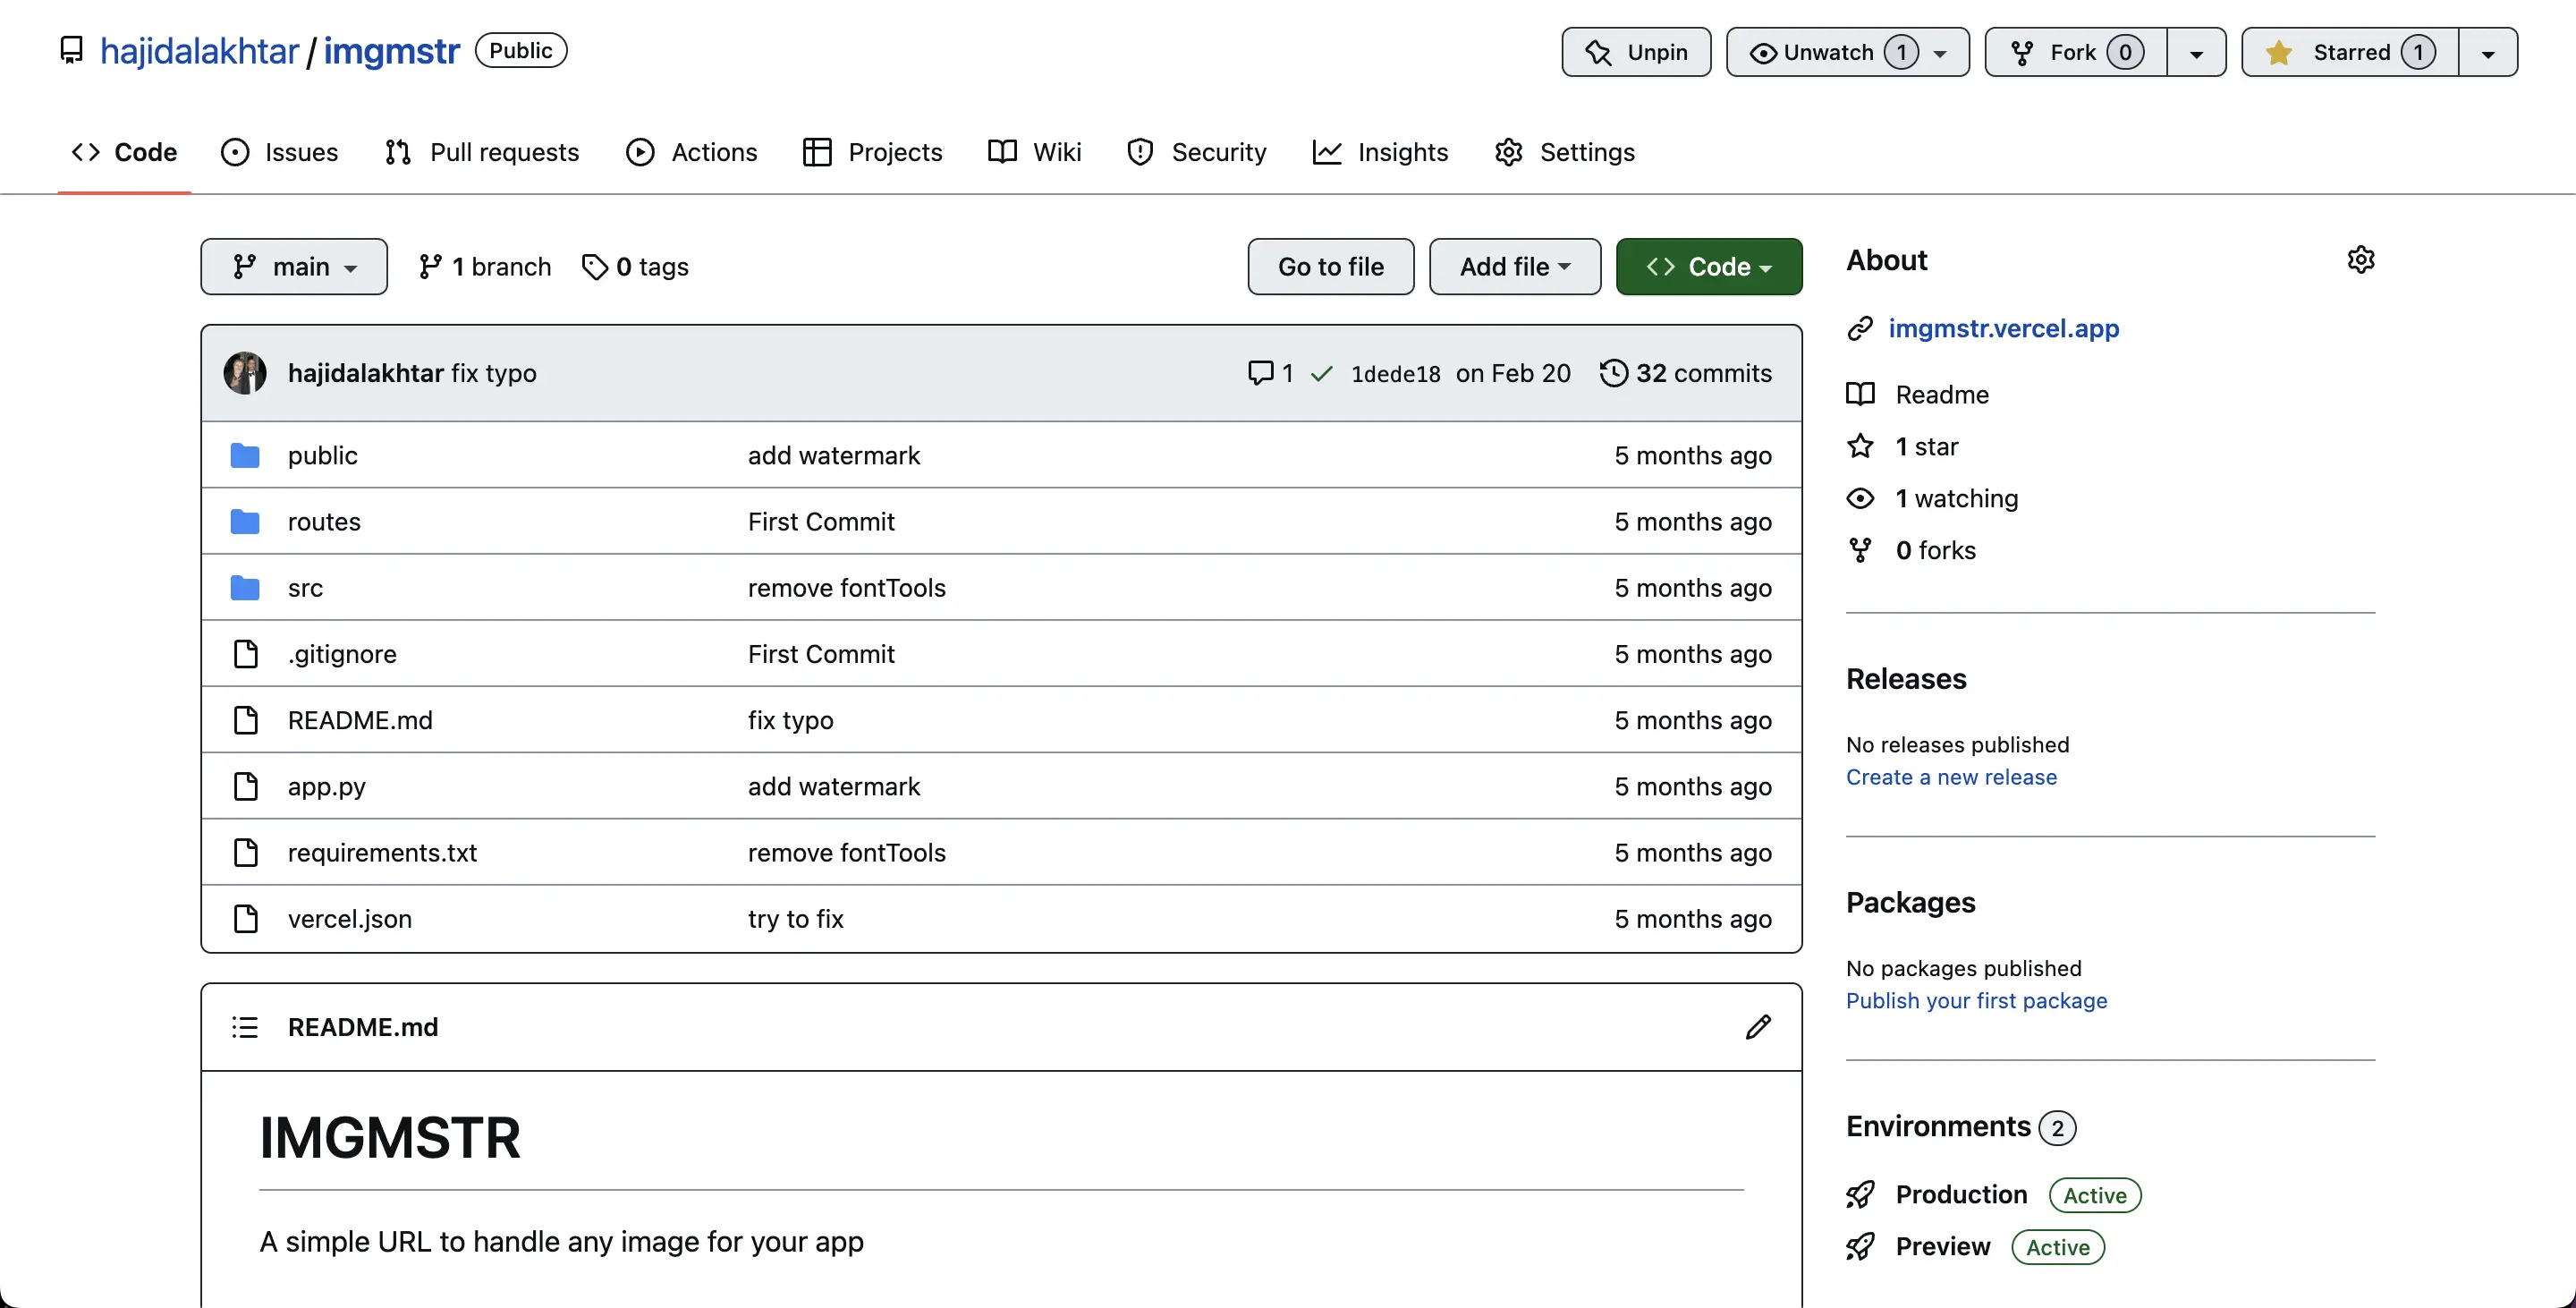 hajidalakhtar / imgmstr Public
Unpin Unwatch 1 Fork 0 Starred 1
Code Issues Pull requests Actions Projects Wiki Security Insights Settings
main 1 branch 0 tags Go to file Add file Code
hajidalakhtar fix typo 1 1dede18 on Feb 20 32 commits
public add watermark 5 months ago
routes First Commit 5 months ago
src remove fontTools 5 months ago
.gitignore First Commit 5 months ago
README.md fix typo 5 months ago
app.py add watermark 5 months ago
requirements.txt remove fontTools 5 months ago
vercel.json try to fix 5 months ago
README.md
IMGMSTR
A simple URL to handle any image for your app
About
imgmstr.vercel.app
Readme
1 star
1 watching
0 forks
Releases
No releases published
Create a new release
Packages
No packages published
Publish your first package
Environments 2
Production Active
Preview Active